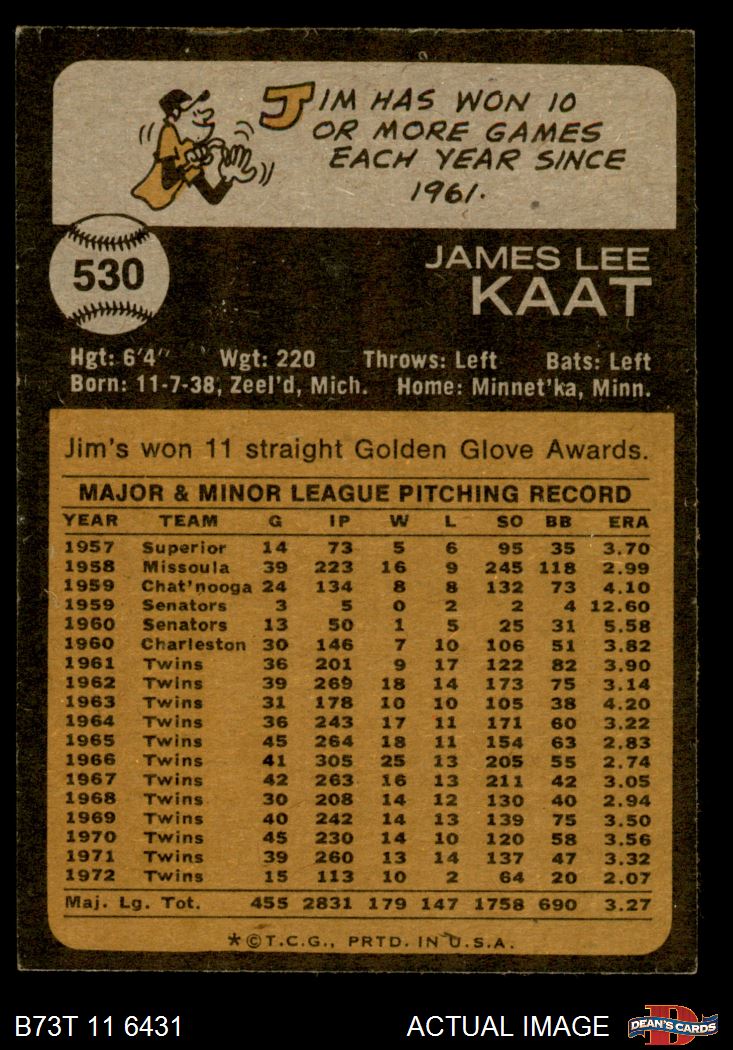 JIM HAS WON 10
OR MORE GAMES
EACH YEAR SINCE
1961.
530
JAMES LEE
KAAT
Hgt: 6'4" Wgt: 220 Throws: Left Bats: Left
Born: 11-7-38, Zeel'd, Mich. Home: Minnet'ka, Minn.
Jim's won 11 straight Golden Glove Awards.
MAJOR & MINOR LEAGUE PITCHING RECORD
YEAR TEAM G IP W L SO BB ERA
1957 Superior 14 73 5 6 95 35 3.70
1958 Missoula 39 223 16 9 245 118 2.99
1959 Chat'nooga 24 134 8 8 132 73 4.10
1959 Senators 3 5 0 2 2 4 12.60
1960 Senators 13 50 1 5 25 31 5.58
1960 Charleston 30 146 7 10 106 51 3.82
1961 Twins 36 201 9 17 122 82 3.90
1962 Twins 39 269 18 14 173 75 3.14
1963 Twins 31 178 10 10 105 38 4.20
1964 Twins 36 243 17 11 171 60 3.22
1965 Twins 45 264 18 11 154 63 2.83
1966 Twins 41 305 25 13 205 55 2.74
1967 Twins 42 263 16 13 211 42 3.05
1968 Twins 30 208 14 12 130 40 2.94
1969 Twins 40 242 14 13 139 75 3.50
1970 Twins 45 230 14 10 120 58 3.56
1971 Twins 39 260 13 14 137 47 3.32
1972 Twins 15 113 10 2 64 20 2.07
Maj. Lg. Tot. 455 2831 179 147 1758 690 3.27
*©T.C.G., PRTD. IN U.S.A.
B73T 11 6431 ACTUAL IMAGE D DEAN'S CARDS